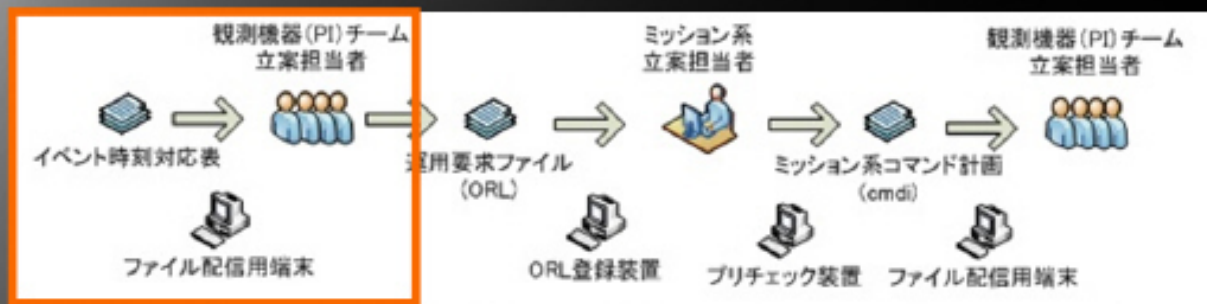 観測機器(PI)チーム
立案担当者
ミッション系
立案担当者
観測機器(PI)チーム
立案担当者
イベント時刻対応表
運用要求ファイル
(ORL)
ミッション系コマンド計画
(cmdi)
ファイル配信用端末
ORL登録装置
プリチェック装置
ファイル配信用端末